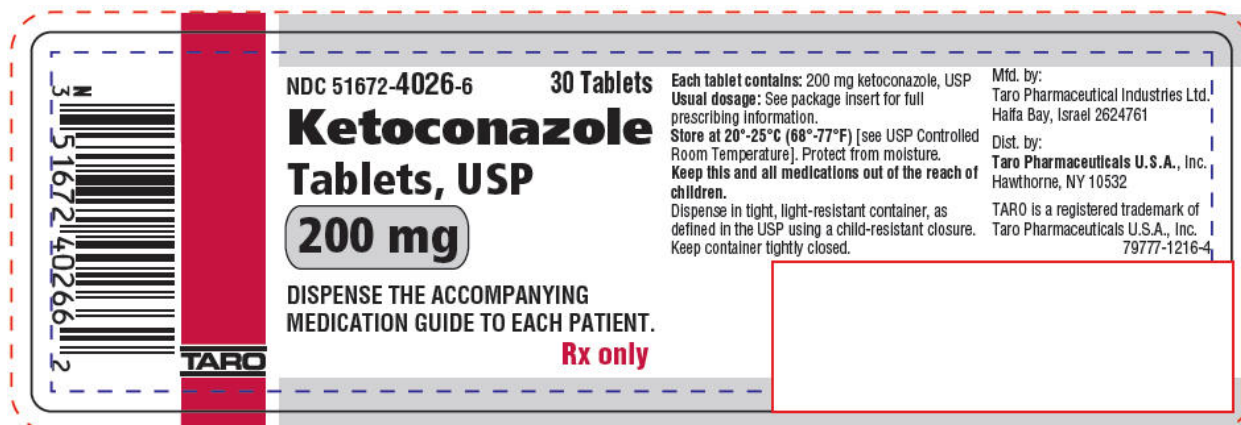 N
3
51672 40266
2
TARO
NDC 51672-4026-6 30 Tablets
Ketoconazole
Tablets, USP
200 mg
DISPENSE THE ACCOMPANYING
MEDICATION GUIDE TO EACH PATIENT.
Rx only
Each tablet contains: 200 mg ketoconazole, USP
Usual dosage: See package insert for full
prescribing information.
Store at 20°-25°C (68°-77°F) [see USP Controlled
Room Temperature]. Protect from moisture.
Keep this and all medications out of the reach of
children.
Dispense in tight, light-resistant container, as
defined in the USP using a child-resistant closure.
Keep container tightly closed.
Mfd. by:
Taro Pharmaceutical Industries Ltd.
Haifa Bay, Israel 2624761
Dist. by:
Taro Pharmaceuticals U.S.A., Inc.
Hawthorne, NY 10532
TARO is a registered trademark of
Taro Pharmaceuticals U.S.A., Inc.
79777-1216-4